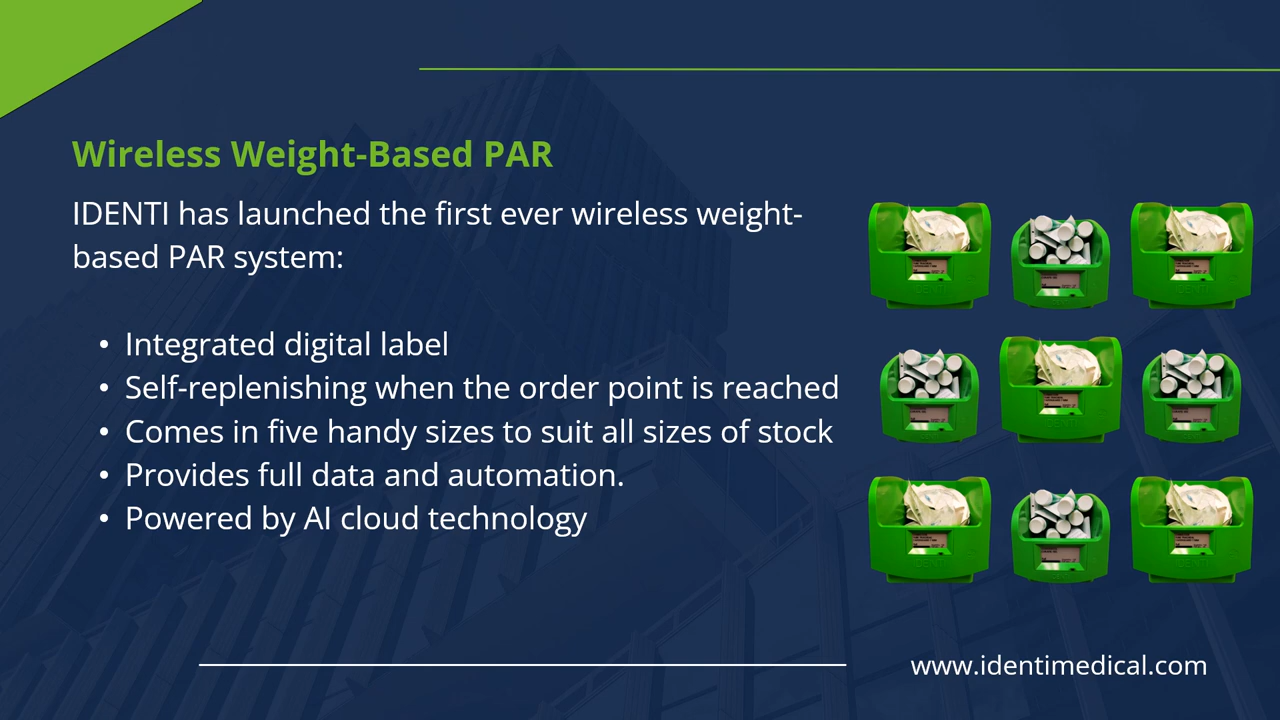 Wireless Weight-Based PAR
IDENTI has launched the first ever wireless weight-
based PAR system:
• Integrated digital label
• Self-replenishing when the order point is reached
• Comes in five handy sizes to suit all sizes of stock
• Provides full data and automation.
• Powered by AI cloud technology
www.identimedical.com